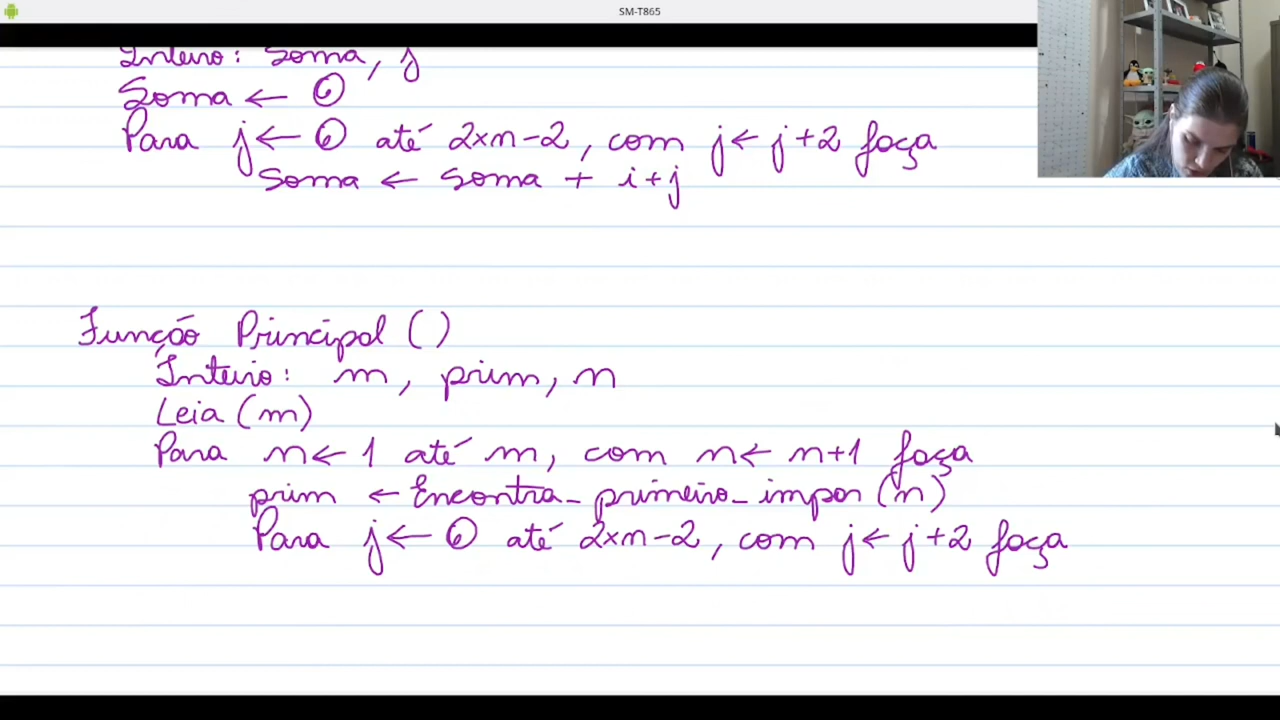 SM-T865
Inteiro: Soma, j
Soma ← 0
Para j ← 0 até 2×n-2, com j ← j+2 faça
Soma ← Soma + i+j
Função Principal ()
Inteiro: m, prim, n
Leia (m)
Para n ← 1 até m, com n ← n+1 faça
prim ← Encontra_primeiro_impar (n)
Para j ← 0 até 2×n-2, com j ← j+2 faça